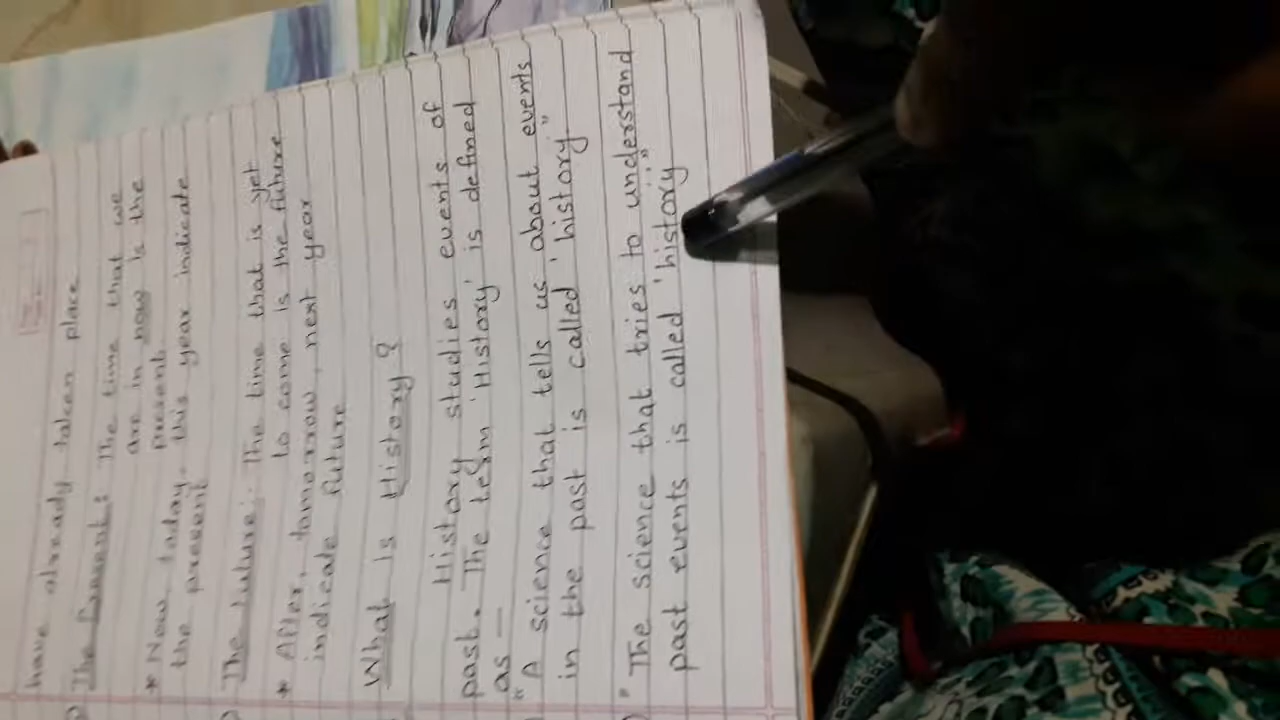 have already taken place
) The Present : The time that we
are in now is the
present.
* Now, today, this year indicate
the present
) The future : The time that is yet
to come is the future
* After, tomorrow, next year
indicate future
What is History ?
History studies events of
past. The term 'History' is defined
as —
" A science that tells us about events
in the past is called 'history'"
) " The science that tries to understand
past events is called 'history'."